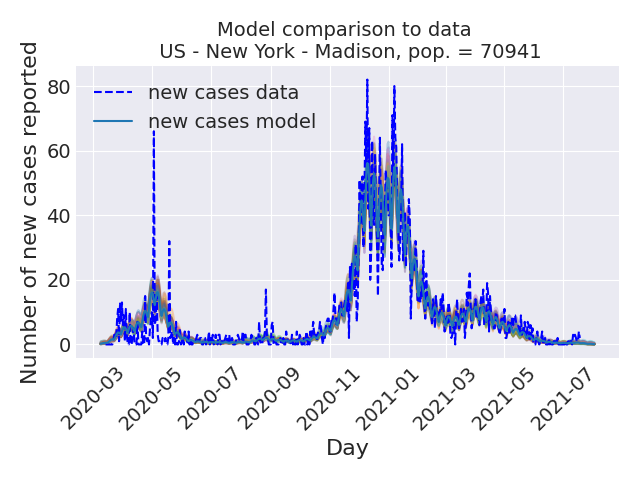 Model comparison to data
US - New York - Madison, pop. = 70941
Number of new cases reported
80
60
40
20
0
new cases data
new cases model
2020-03
2020-05
2020-07
2020-09
2020-11
2021-01
2021-03
2021-05
2021-07
Day